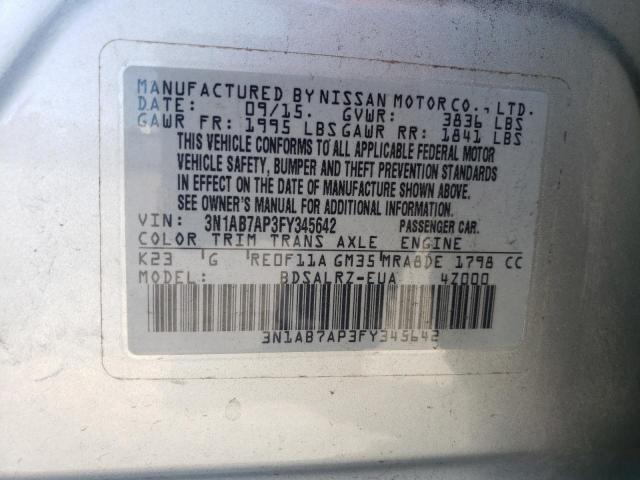 MANUFACTURED BY NISSAN MOTOR CO., LTD.
DATE: 09/15. GVWR: 3836 LBS
GAWR FR: 1995 LBS GAWR RR: 1841 LBS
THIS VEHICLE CONFORMS TO ALL APPLICABLE FEDERAL MOTOR
VEHICLE SAFETY, BUMPER AND THEFT PREVENTION STANDARDS
IN EFFECT ON THE DATE OF MANUFACTURE SHOWN ABOVE.
SEE OWNER'S MANUAL FOR ADDITIONAL INFORMATION.
VIN: 3N1AB7AP3FY345642 PASSENGER CAR.
COLOR TRIM TRANS AXLE ENGINE
K23 G RE0F11A GM35 MRA8DE 1798 CC
MODEL: BDSALRZ-EUA 4Z000
3N1AB7AP3FY345642